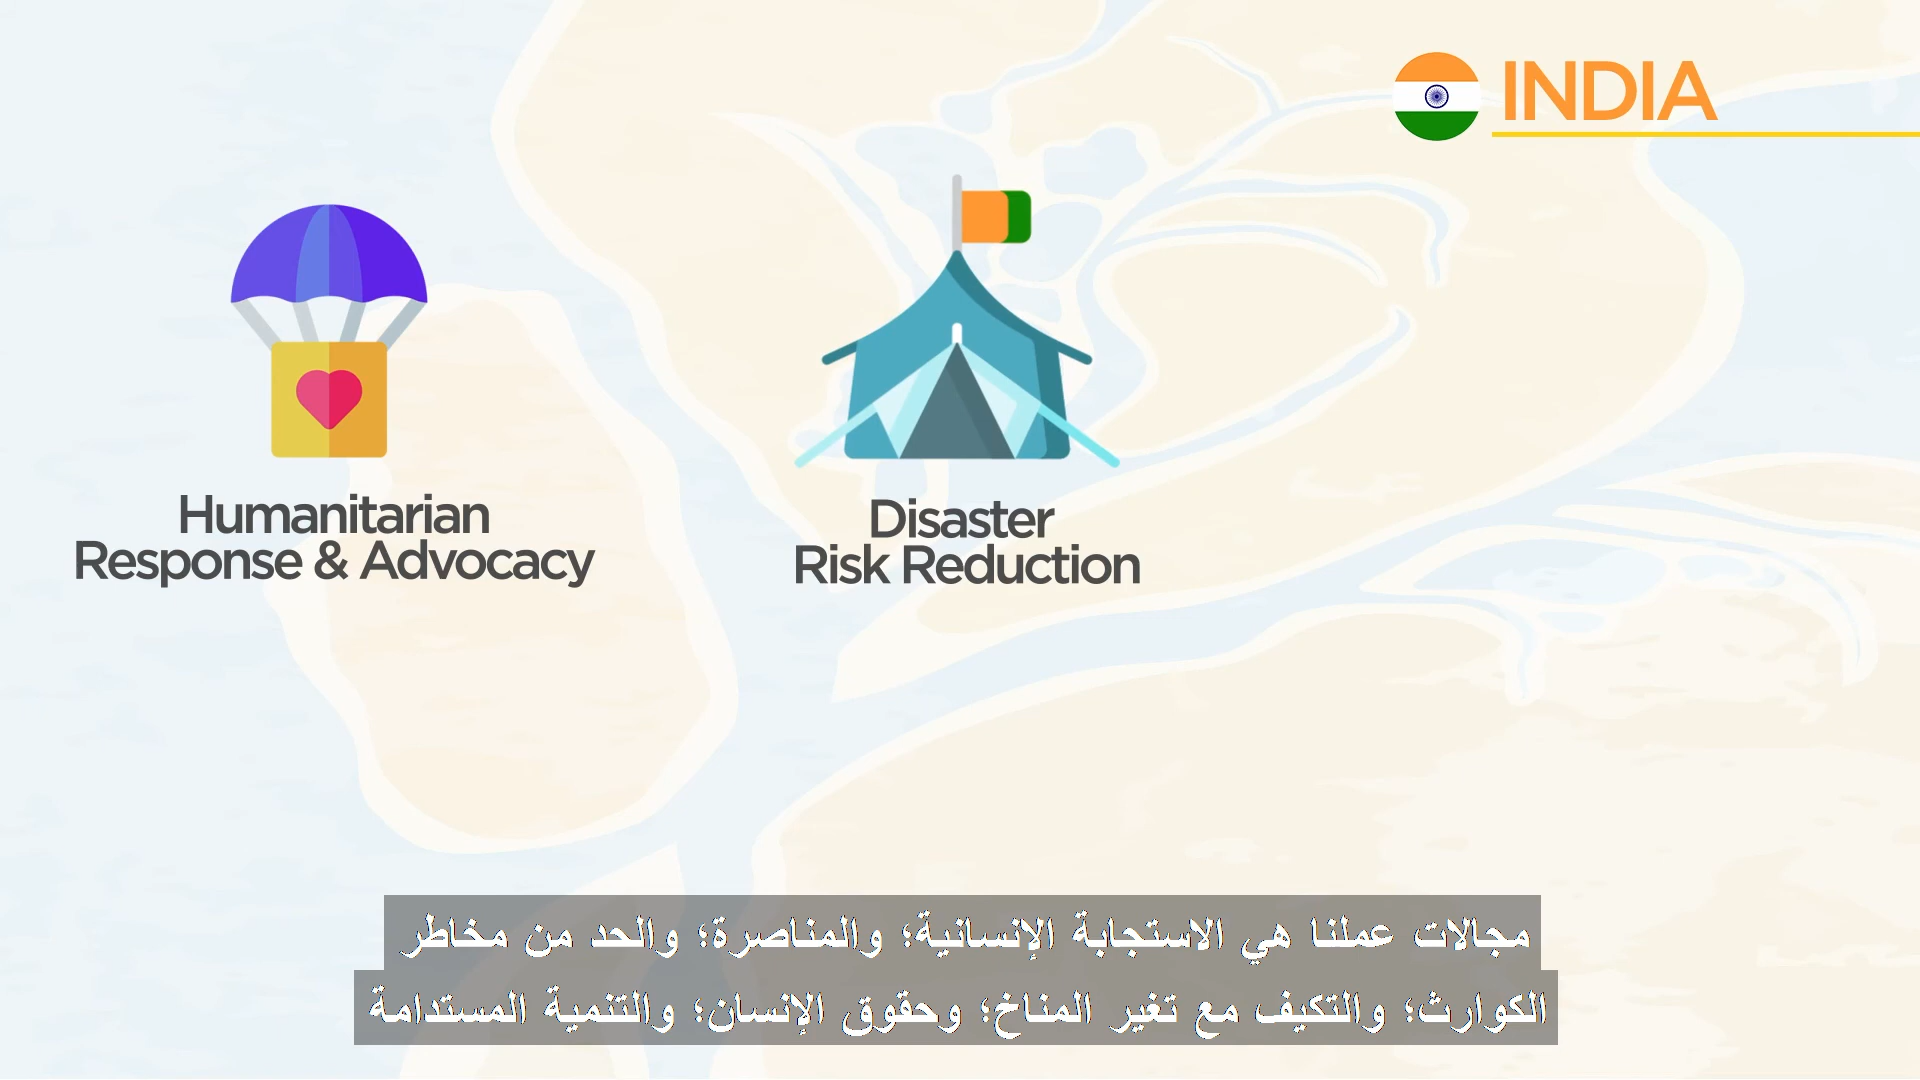 INDIA
Humanitarian
Response & Advocacy
Disaster
Risk Reduction
مجالات عملنا هي الاستجابة الإنسانية؛ والمناصرة؛ والحد من مخاطر
الكوارث؛ والتكيف مع تغير المناخ؛ وحقوق الإنسان؛ والتنمية المستدامة